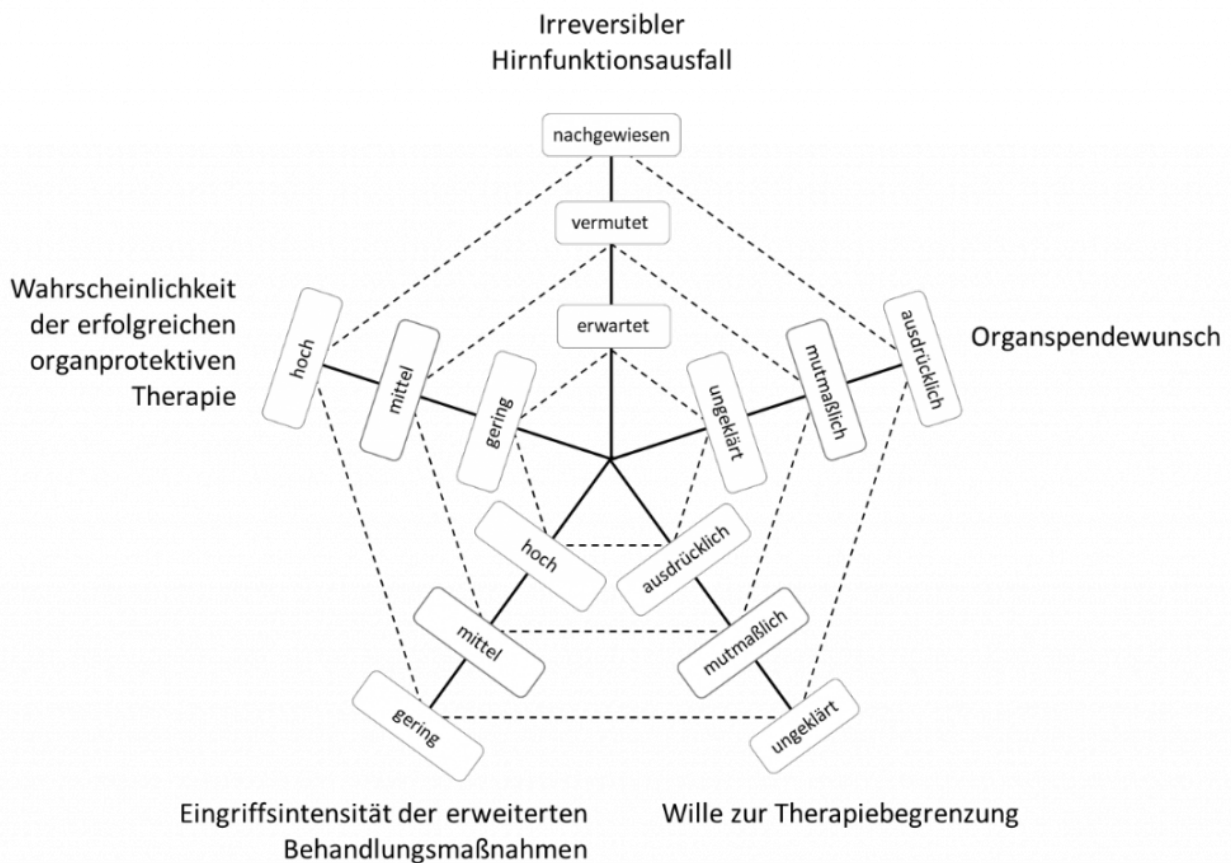 Irreversibler
Hirnfunktionsausfall
nachgewiesen
vermutet
erwartet
Wahrscheinlichkeit
der erfolgreichen
organprotektiven
Therapie
hoch
mittel
gering
ungeklärt
mutmaßlich
ausdrücklich
Organspendewunsch
hoch
mittel
gering
ausdrücklich
mutmaßlich
ungeklärt
Eingriffsintensität der erweiterten
Behandlungsmaßnahmen
Wille zur Therapiebegrenzung